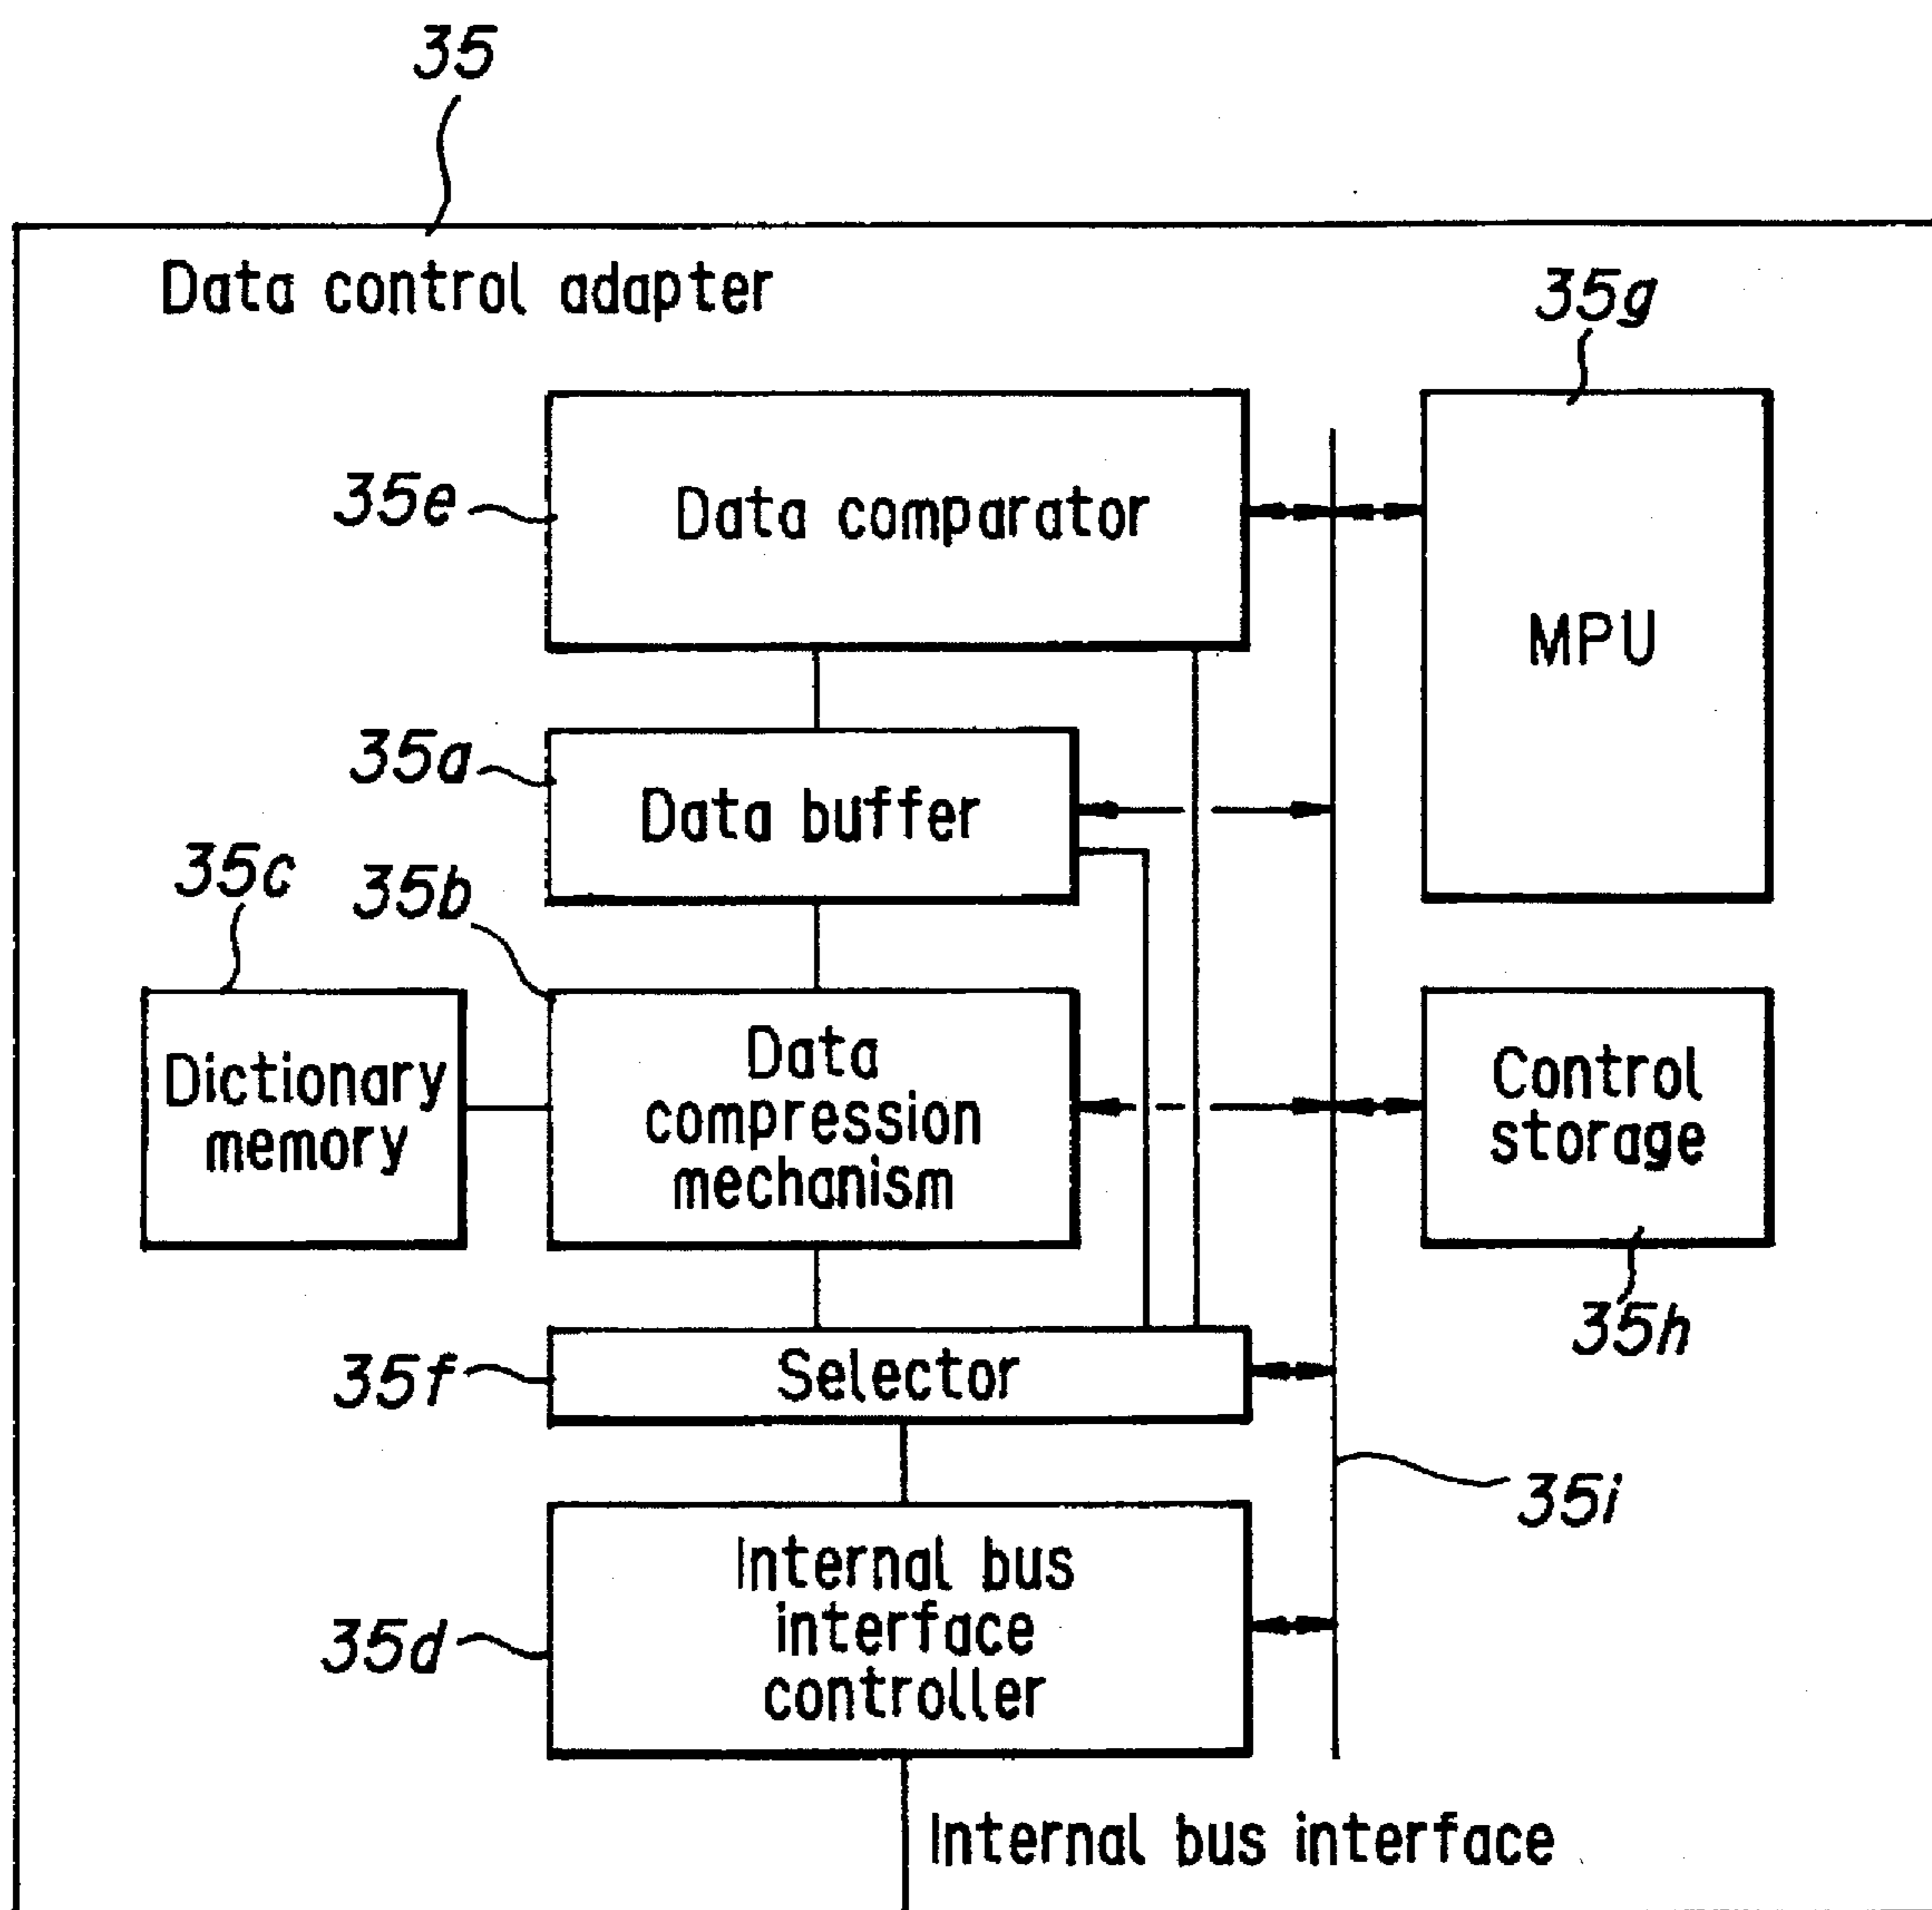 35
Data control adapter
35g
35e
Data comparator
MPU
35a
Data buffer
35c
35b
Dictionary
memory
Data
compression
mechanism
Control
storage
35h
35f
Selector
35i
Internal bus
interface
controller
35d
Internal bus interface